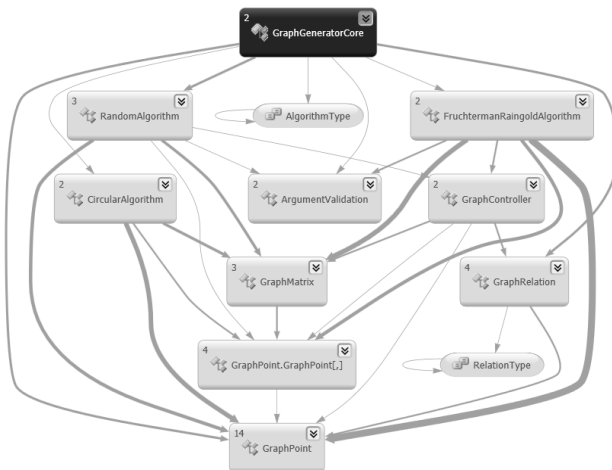 2
GraphGeneratorCore
3
RandomAlgorithm
AlgorithmType
2
FruchtermanRaingoldAlgorithm
2
CircularAlgorithm
2
ArgumentValidation
2
GraphController
3
GraphMatrix
4
GraphRelation
4
GraphPoint.GraphPoint[,]
RelationType
14
GraphPoint